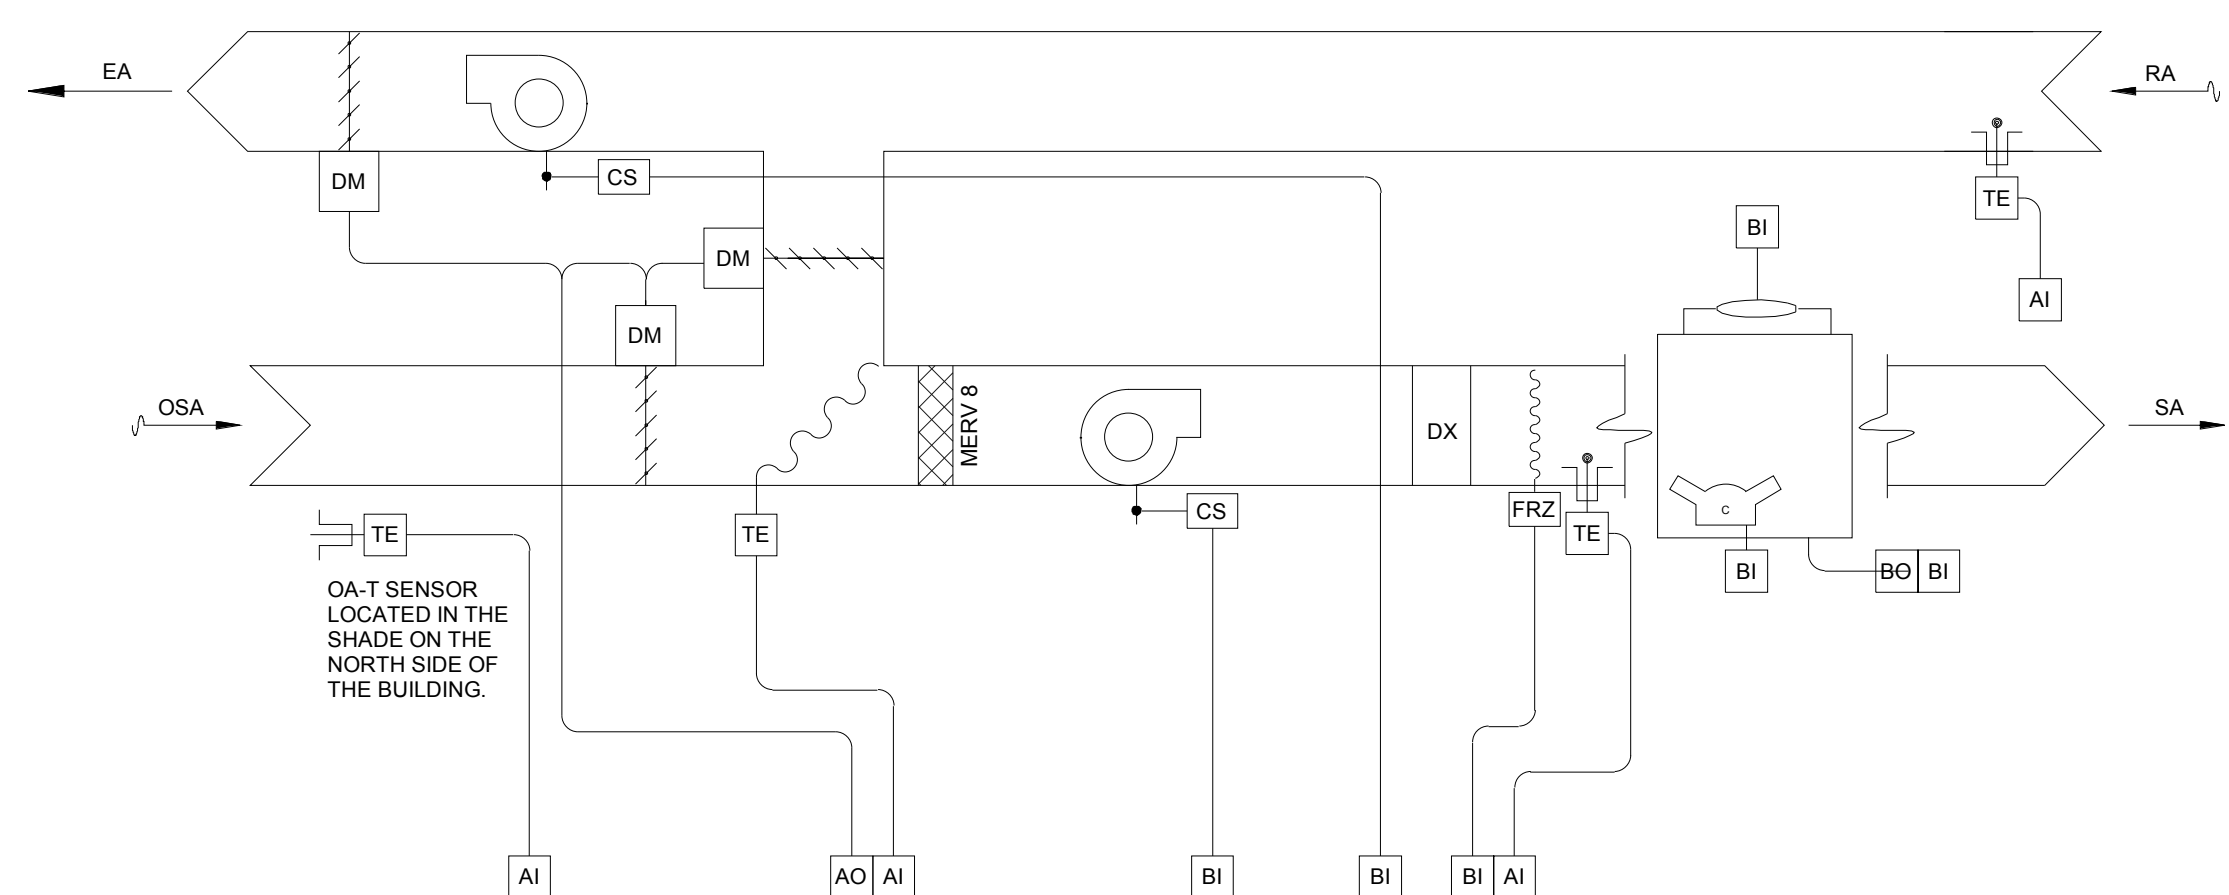 EA
RA
DM
CS
TE
BI
DM
AI
DM
OSA
MERV 8
DX
SA
FRZ
CS
TE
TE
TE
C
BI
BO
BI
OA-T SENSOR
LOCATED IN THE
SHADE ON THE
NORTH SIDE OF
THE BUILDING.
AI
AO
AI
BI
BI
BI
AI